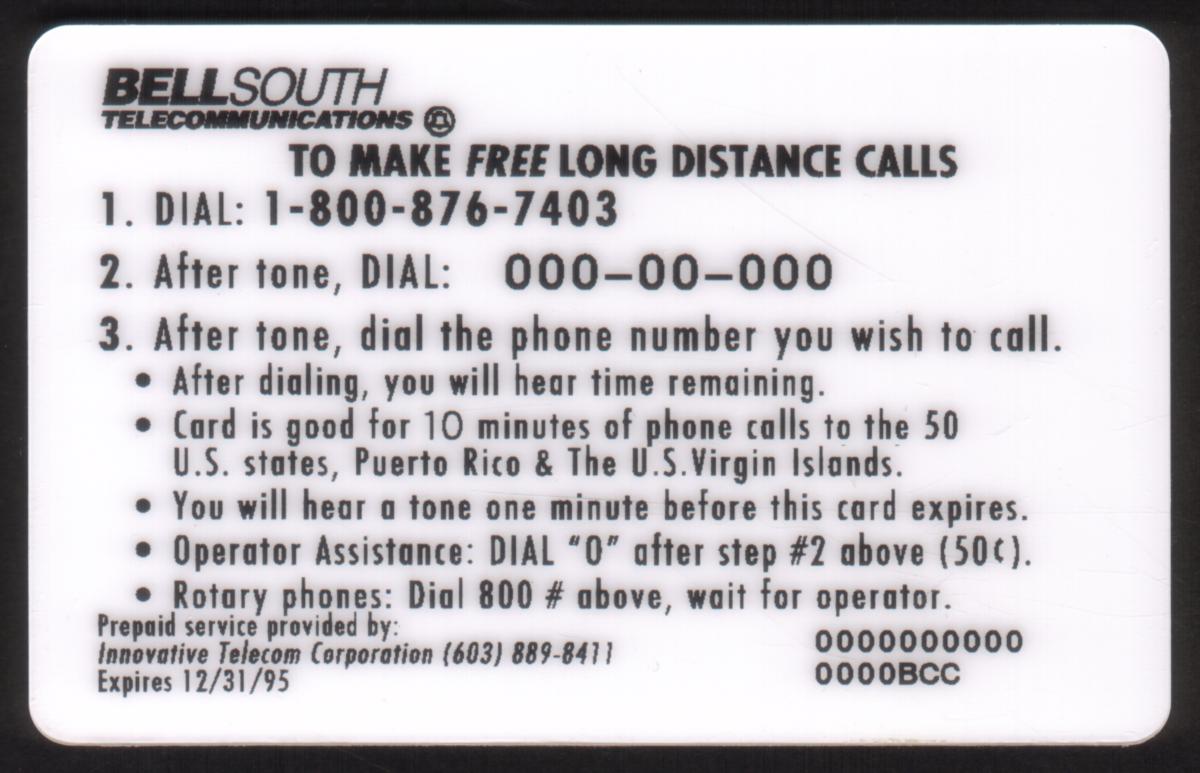 BELLSOUTH
TELECOMMUNICATIONS
TO MAKE FREE LONG DISTANCE CALLS
1. DIAL: 1-800-876-7403
2. After tone, DIAL: 000-00-000
3. After tone, dial the phone number you wish to call.
• After dialing, you will hear time remaining.
• Card is good for 10 minutes of phone calls to the 50
U.S. states, Puerto Rico & The U.S.Virgin Islands.
• You will hear a tone one minute before this card expires.
• Operator Assistance: DIAL "0" after step #2 above (50¢).
• Rotary phones: Dial 800 # above, wait for operator.
Prepaid service provided by:
Innovative Telecom Corporation (603) 889-8411
Expires 12/31/95
0000000000
0000BCC